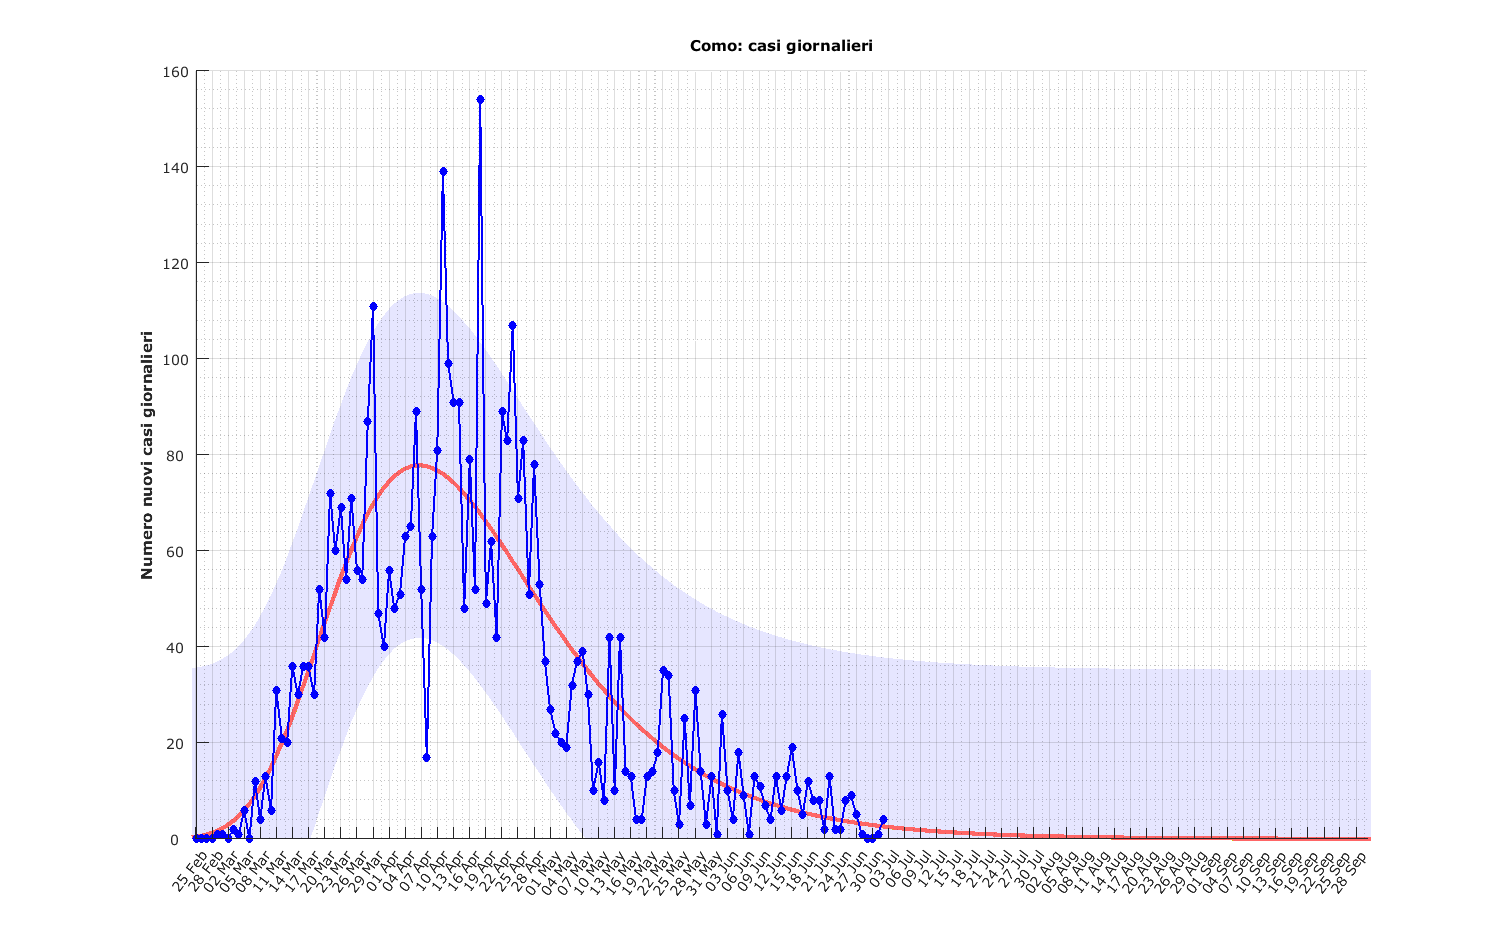 Como: casi giornalieri
Numero nuovi casi giornalieri
160
140
120
100
80
60
40
20
0
25 Feb
28 Feb
02 Mar
05 Mar
08 Mar
11 Mar
14 Mar
17 Mar
20 Mar
23 Mar
26 Mar
29 Mar
01 Apr
04 Apr
07 Apr
10 Apr
13 Apr
16 Apr
19 Apr
22 Apr
25 Apr
28 Apr
01 May
04 May
07 May
10 May
13 May
16 May
19 May
22 May
25 May
28 May
31 May
03 Jun
06 Jun
09 Jun
12 Jun
15 Jun
18 Jun
21 Jun
24 Jun
27 Jun
30 Jun
03 Jul
06 Jul
09 Jul
12 Jul
15 Jul
18 Jul
21 Jul
24 Jul
27 Jul
30 Jul
02 Aug
05 Aug
08 Aug
11 Aug
14 Aug
17 Aug
20 Aug
23 Aug
26 Aug
29 Aug
01 Sep
04 Sep
07 Sep
10 Sep
13 Sep
16 Sep
19 Sep
22 Sep
25 Sep
28 Sep